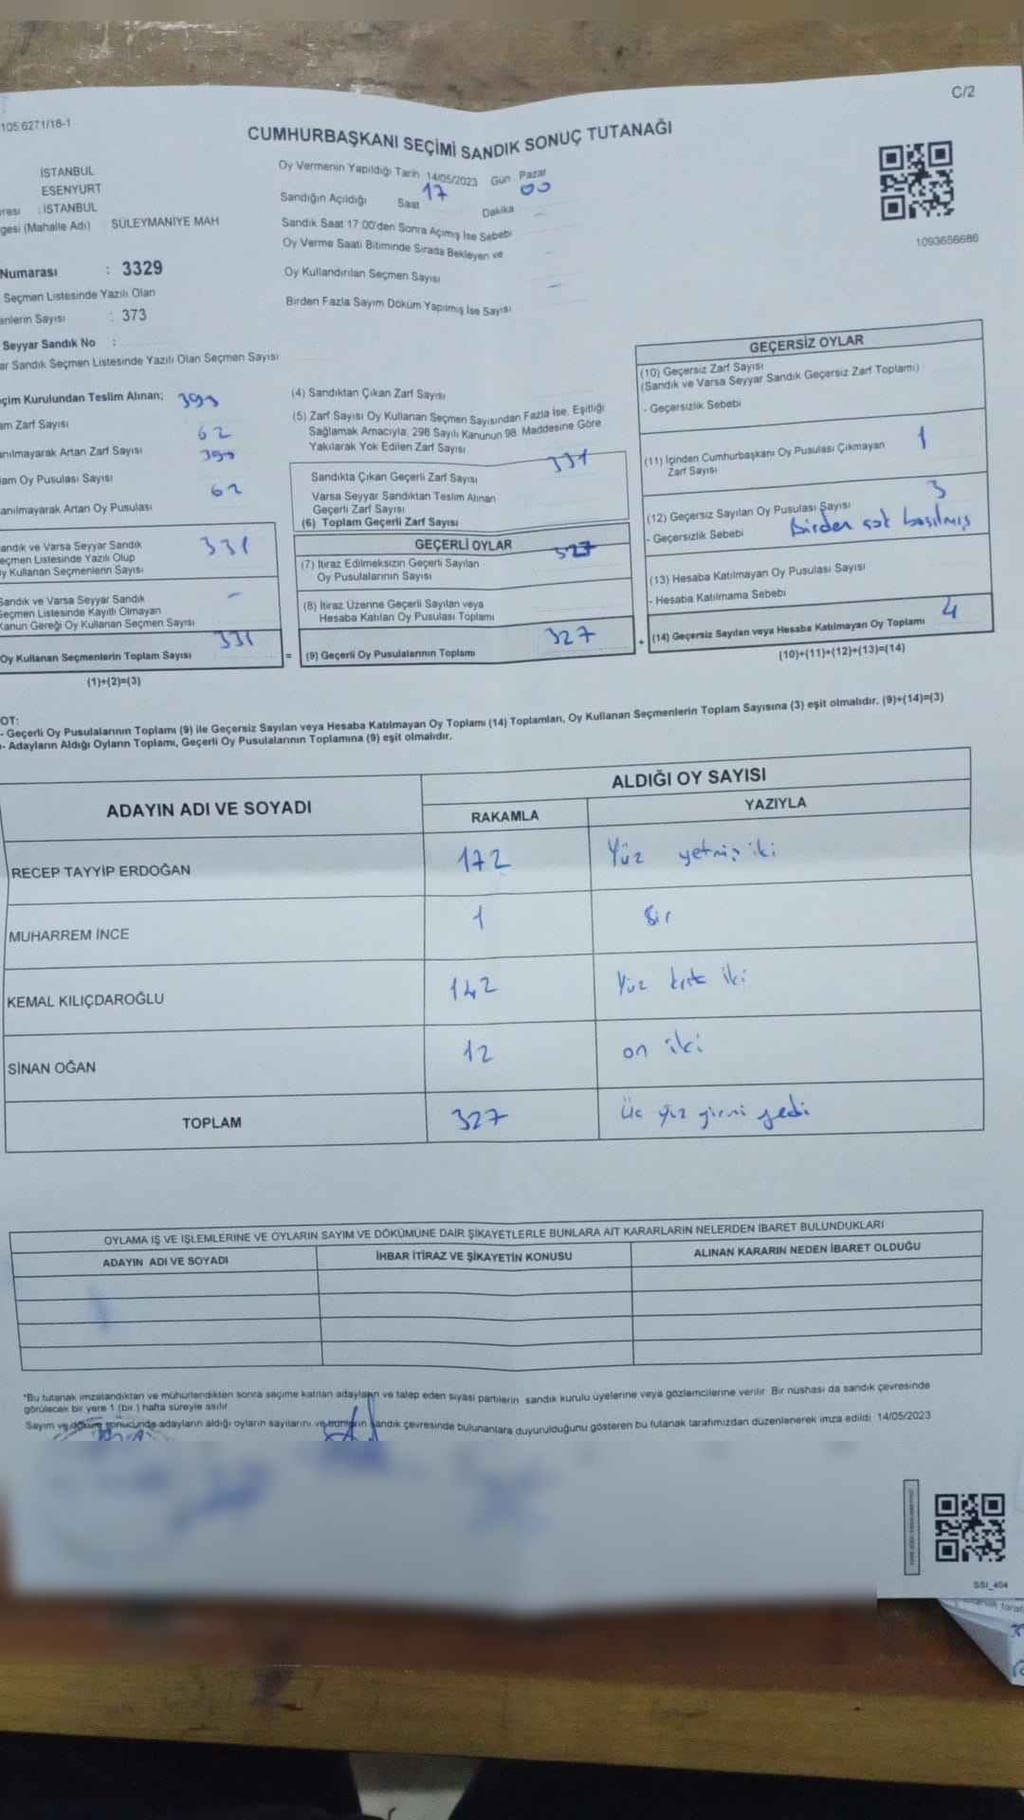 C/2
105.6271/18-1
CUMHURBAŞKANI SEÇİMİ SANDIK SONUÇ TUTANAĞI
İSTANBUL
ESENYURT
resi : İSTANBUL
gesi (Mahalle Adı) SÜLEYMANİYE MAH
Numarası : 3329
Seçmen Listesinde Yazılı Olan
anlerin Sayısı : 373
Seyyar Sandık No :
ar Sandık Seçmen Listesinde Yazılı Olan Seçmen Sayısı
Oy Vermenin Yapıldığı Tarih 14/05/2023 Gün Pazar
Sandığın Açıldığı Saat 17 Dakika 00
Sandık Saat 17:00'den Sonra Açımış İse Sebebi
Oy Verme Saati Bitiminde Sırada Bekleyen ve
Oy Kullandırılan Seçmen Sayısı
Birden Fazla Sayım Döküm Yapılmış İse Sayısı
1093656686
çim Kurulundan Teslim Alınan;
am Zarf Sayısı 393
anılmayarak Artan Zarf Sayısı 62
lam Oy Pusulası Sayısı 393
anılmayarak Artan Oy Pusulası 62
andık ve Varsa Seyyar Sandık
eçmen Listesinde Yazılı Olup
y Kullanan Seçmenlerin Sayısı 331
Sandık ve Varsa Seyyar Sandık
Seçmen Listesinde Kayıtlı Olmayan
Kanun Gereği Oy Kullanan Seçmen Sayısı -
Oy Kullanan Seçmenlerin Toplam Sayısı 331
(1)+(2)=(3)
(4) Sandıktan Çıkan Zarf Sayısı
(5) Zarf Sayısı Oy Kullanan Seçmen Sayısından Fazla İse, Eşitliği
Sağlamak Amacıyla, 298 Sayılı Kanunun 98. Maddesine Göre
Yakılarak Yok Edilen Zarf Sayısı
Sandıkta Çıkan Geçerli Zarf Sayısı 331
Varsa Seyyar Sandıktan Teslim Alınan
Geçerli Zarf Sayısı
(6) Toplam Geçerli Zarf Sayısı
GEÇERLİ OYLAR
(7) İtiraz Edilmeksizin Geçerli Sayılan
Oy Pusulalarının Sayısı 327
(8) İtiraz Üzerine Geçerli Sayılan veya
Hesaba Katılan Oy Pusulası Toplamı
= (9) Geçerli Oy Pusulalarının Toplamı 327
GEÇERSİZ OYLAR
(10) Geçersiz Zarf Sayısı
(Sandık ve Varsa Seyyar Sandık Geçersiz Zarf Toplamı)
- Geçersizlik Sebebi
(11) İçinden Cumhurbaşkanı Oy Pusulası Çıkmayan
Zarf Sayısı 1
(12) Geçersiz Sayılan Oy Pusulası Sayısı 3
- Geçersizlik Sebebi Birden çok basılmış
(13) Hesaba Katılmayan Oy Pusulası Sayısı
- Hesaba Katılmama Sebebi
+ (14) Geçersiz Sayılan veya Hesaba Katılmayan Oy Toplamı 4
(10)+(11)+(12)+(13)=(14)
OT:
- Geçerli Oy Pusulalarının Toplamı (9) ile Geçersiz Sayılan veya Hesaba Katılmayan Oy Toplamı (14) Toplamları, Oy Kullanan Seçmenlerin Toplam Sayısına (3) eşit olmalıdır. (9)+(14)=(3)
- Adayların Aldığı Oyların Toplamı, Geçerli Oy Pusulalarının Toplamına (9) eşit olmalıdır.
ADAYIN ADI VE SOYADI ALDIĞI OY SAYISI
RAKAMLA YAZIYLA
RECEP TAYYİP ERDOĞAN 172 Yüz yetmiş iki
MUHARREM İNCE 1 Bir
KEMAL KILIÇDAROĞLU 142 Yüz kırk iki
SİNAN OĞAN 12 on iki
TOPLAM 327 Üç yüz yirmi yedi
OYLAMA İŞ VE İŞLEMLERİNE VE OYLARIN SAYIM VE DÖKÜMÜNE DAİR ŞİKAYETLERLE BUNLARA AİT KARARLARIN NELERDEN İBARET BULUNDUKLARI
ADAYIN ADI VE SOYADI İHBAR İTİRAZ VE ŞİKAYETİN KONUSU ALINAN KARARIN NEDEN İBARET OLDUĞU
*Bu tutanak imzalandıktan ve mühürlendikten sonra seçime katılan adayların ve talep eden siyasi partilerin sandık kurulu üyelerine veya gözlemcilerine verilir. Bir nüshası da sandık çevresinde
görülecek bir yere 1 (bir) hafta süreyle asılır.
Sayım ve döküm sonucunda adayların aldığı oyların sayılarını ve sandık çevresinde bulunanlara duyurulduğunu gösteren bu tutanak tarafımızdan düzenlenerek imza edildi. 14/05/2023
SSI_404